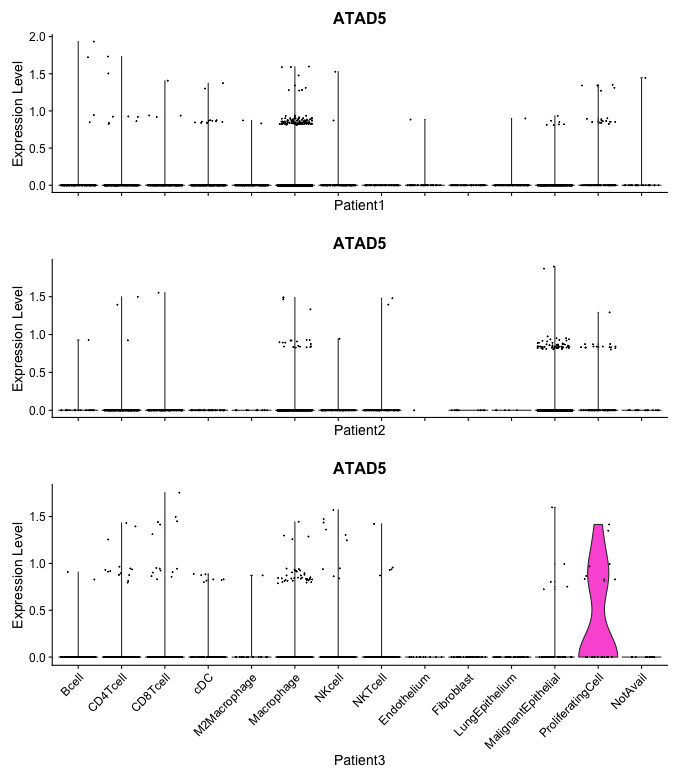 ATAD5
Expression Level
2.0
1.5
1.0
0.5
0.0
Patient1
ATAD5
Expression Level
1.5
1.0
0.5
0.0
Patient2
ATAD5
Expression Level
1.5
1.0
0.5
0.0
Bcell
CD4Tcell
CD8Tcell
cDC
M2Macrophage
Macrophage
NKcell
NKTcell
Endothelium
Fibroblast
LungEpithelium
MalignantEpithelial
ProliferatingCell
NotAvail
Patient3